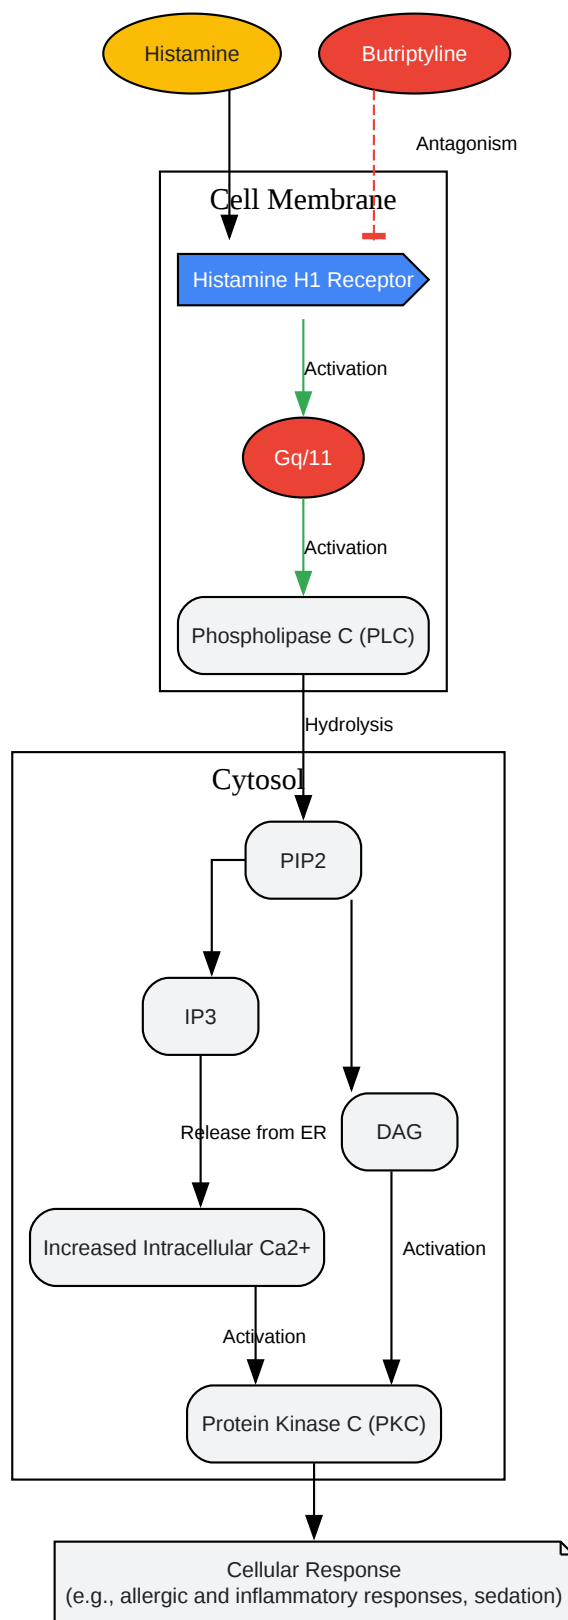 Histamine
Butriptyline
Antagonism
Cell Membrane
Histamine H1 Receptor
Activation
Gq/11
Activation
Phospholipase C (PLC)
Hydrolysis
Cytosol
PIP2
IP3
Release from ER
DAG
Increased Intracellular Ca2+
Activation
Activation
Protein Kinase C (PKC)
Cellular Response
(e.g., allergic and inflammatory responses, sedation)